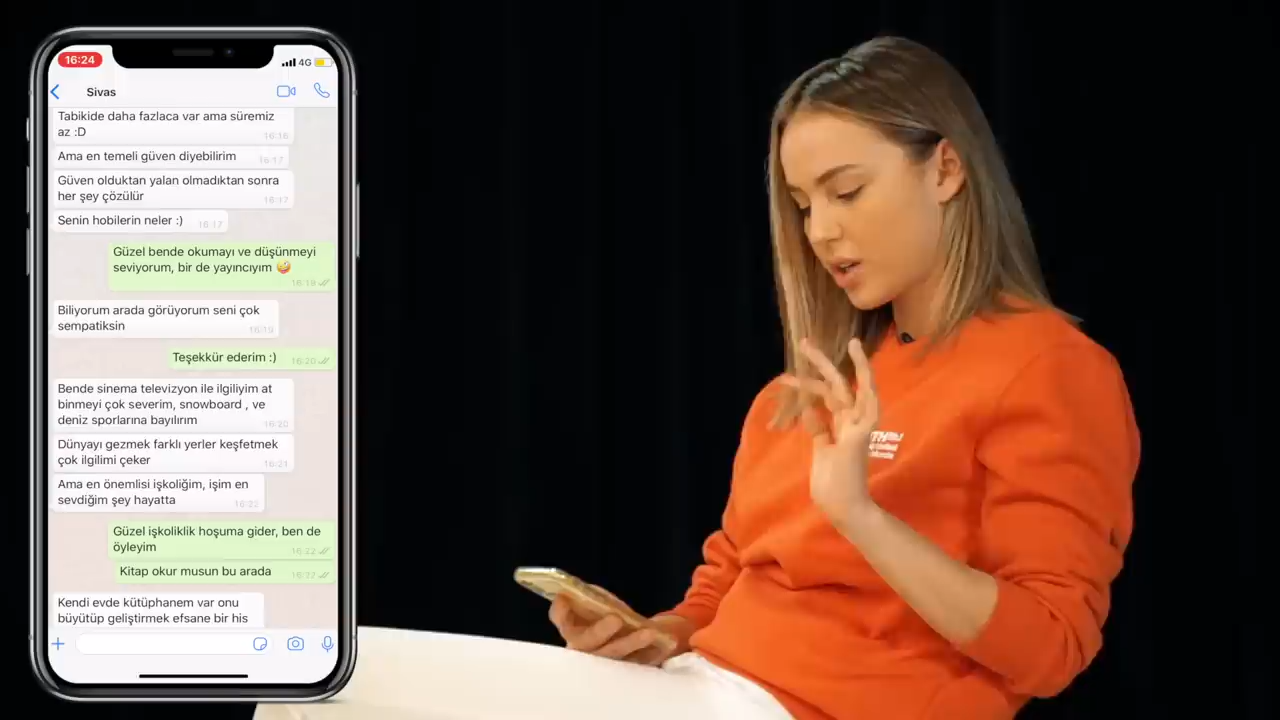 16:24
4G
Sivas
Tabikide daha fazlaca var ama süremiz
az :D
16:16
Ama en temeli güven diyebilirim
16:17
Güven olduktan yalan olmadıktan sonra
her şey çözülür
16:17
Senin hobilerin neler :)
16:17
Güzel bende okumayı ve düşünmeyi
seviyorum, bir de yayıncıyım 🤪
16:19
Biliyorum arada görüyorum seni çok
sempatiksin
16:19
Teşekkür ederim :)
16:20
Bende sinema televizyon ile ilgiliyim at
binmeyi çok severim, snowboard , ve
deniz sporlarına bayılırım
16:20
Dünyayı gezmek farklı yerler keşfetmek
çok ilgilimi çeker
16:21
Ama en önemlisi işkoliğim, işim en
sevdiğim şey hayatta
16:22
Güzel işkoliklik hoşuma gider, ben de
öyleyim
16:22
Kitap okur musun bu arada
16:22
Kendi evde kütüphanem var onu
büyütüp geliştirmek efsane bir his